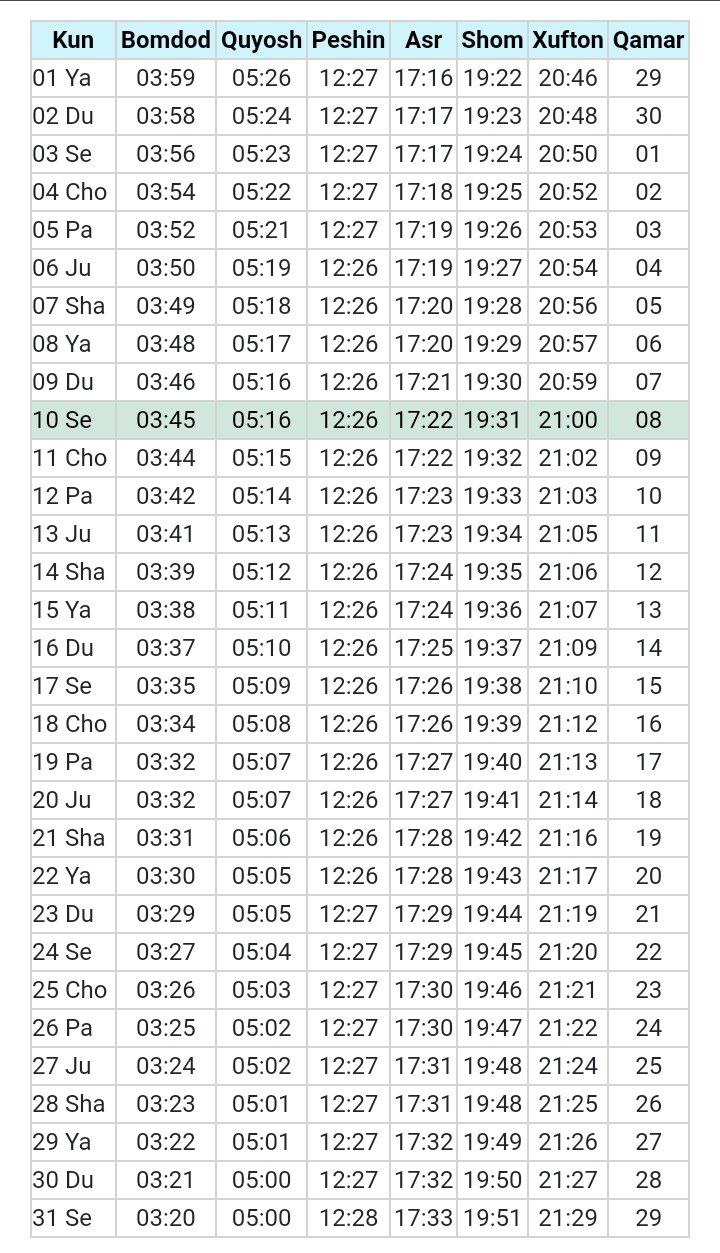 Kun Bomdod Quyosh Peshin Asr Shom Xufton Qamar
01 Ya 03:59 05:26 12:27 17:16 19:22 20:46 29
02 Du 03:58 05:24 12:27 17:17 19:23 20:48 30
03 Se 03:56 05:23 12:27 17:17 19:24 20:50 01
04 Cho 03:54 05:22 12:27 17:18 19:25 20:52 02
05 Pa 03:52 05:21 12:27 17:19 19:26 20:53 03
06 Ju 03:50 05:19 12:26 17:19 19:27 20:54 04
07 Sha 03:49 05:18 12:26 17:20 19:28 20:56 05
08 Ya 03:48 05:17 12:26 17:20 19:29 20:57 06
09 Du 03:46 05:16 12:26 17:21 19:30 20:59 07
10 Se 03:45 05:16 12:26 17:22 19:31 21:00 08
11 Cho 03:44 05:15 12:26 17:22 19:32 21:02 09
12 Pa 03:42 05:14 12:26 17:23 19:33 21:03 10
13 Ju 03:41 05:13 12:26 17:23 19:34 21:05 11
14 Sha 03:39 05:12 12:26 17:24 19:35 21:06 12
15 Ya 03:38 05:11 12:26 17:24 19:36 21:07 13
16 Du 03:37 05:10 12:26 17:25 19:37 21:09 14
17 Se 03:35 05:09 12:26 17:26 19:38 21:10 15
18 Cho 03:34 05:08 12:26 17:26 19:39 21:12 16
19 Pa 03:32 05:07 12:26 17:27 19:40 21:13 17
20 Ju 03:32 05:07 12:26 17:27 19:41 21:14 18
21 Sha 03:31 05:06 12:26 17:28 19:42 21:16 19
22 Ya 03:30 05:05 12:26 17:28 19:43 21:17 20
23 Du 03:29 05:05 12:27 17:29 19:44 21:19 21
24 Se 03:27 05:04 12:27 17:29 19:45 21:20 22
25 Cho 03:26 05:03 12:27 17:30 19:46 21:21 23
26 Pa 03:25 05:02 12:27 17:30 19:47 21:22 24
27 Ju 03:24 05:02 12:27 17:31 19:48 21:24 25
28 Sha 03:23 05:01 12:27 17:31 19:48 21:25 26
29 Ya 03:22 05:01 12:27 17:32 19:49 21:26 27
30 Du 03:21 05:00 12:27 17:32 19:50 21:27 28
31 Se 03:20 05:00 12:28 17:33 19:51 21:29 29